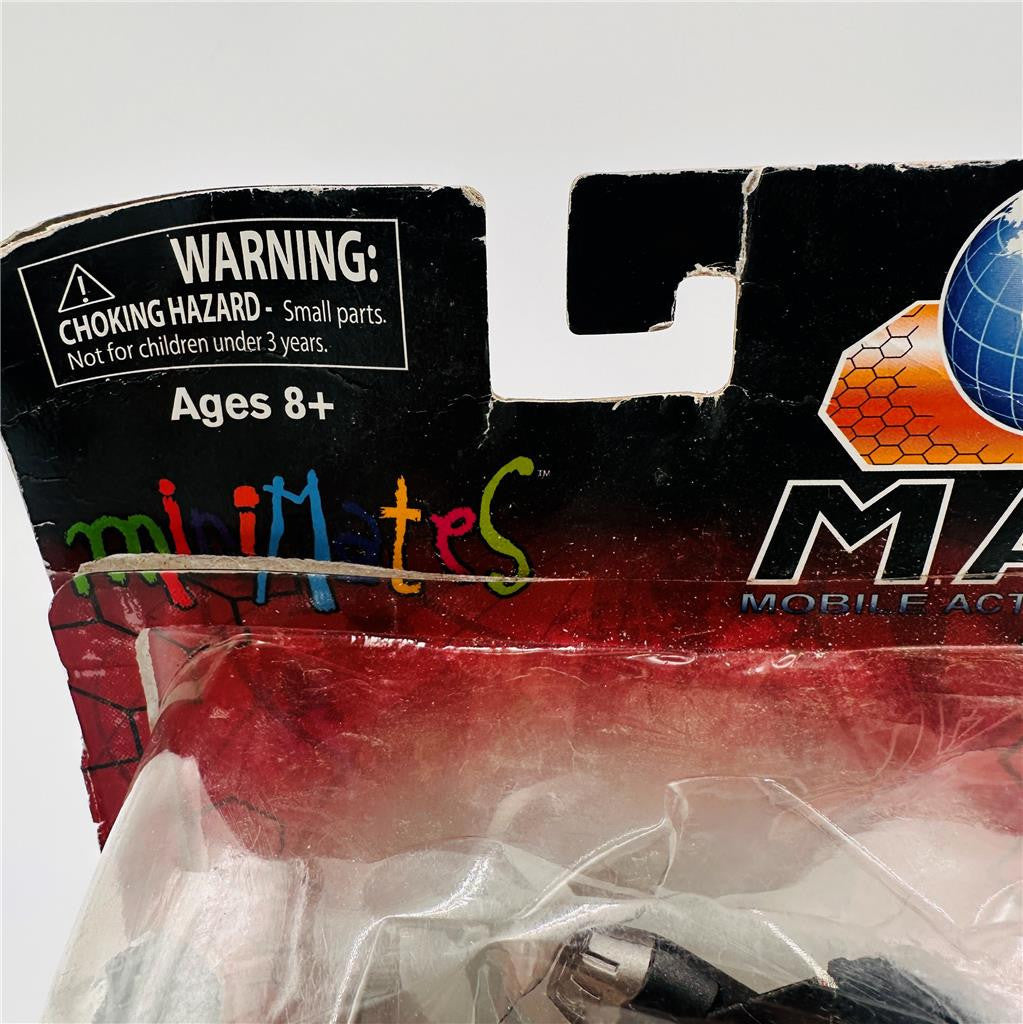 WARNING:
CHOKING HAZARD - Small parts.
Not for children under 3 years.
Ages 8+
miniMates™
MA
MOBILE ACT